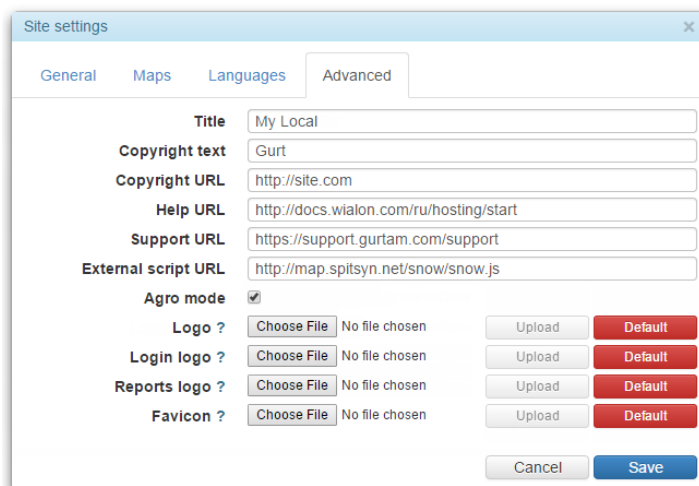 Site settings ×
General Maps Languages Advanced
Title My Local
Copyright text Gurt
Copyright URL http://site.com
Help URL http://docs.wialon.com/ru/hosting/start
Support URL https://support.gurtam.com/support
External script URL http://map.spitsyn.net/snow/snow.js
Agro mode
Logo ? Choose File No file chosen Upload Default
Login logo ? Choose File No file chosen Upload Default
Reports logo ? Choose File No file chosen Upload Default
Favicon ? Choose File No file chosen Upload Default
Cancel Save